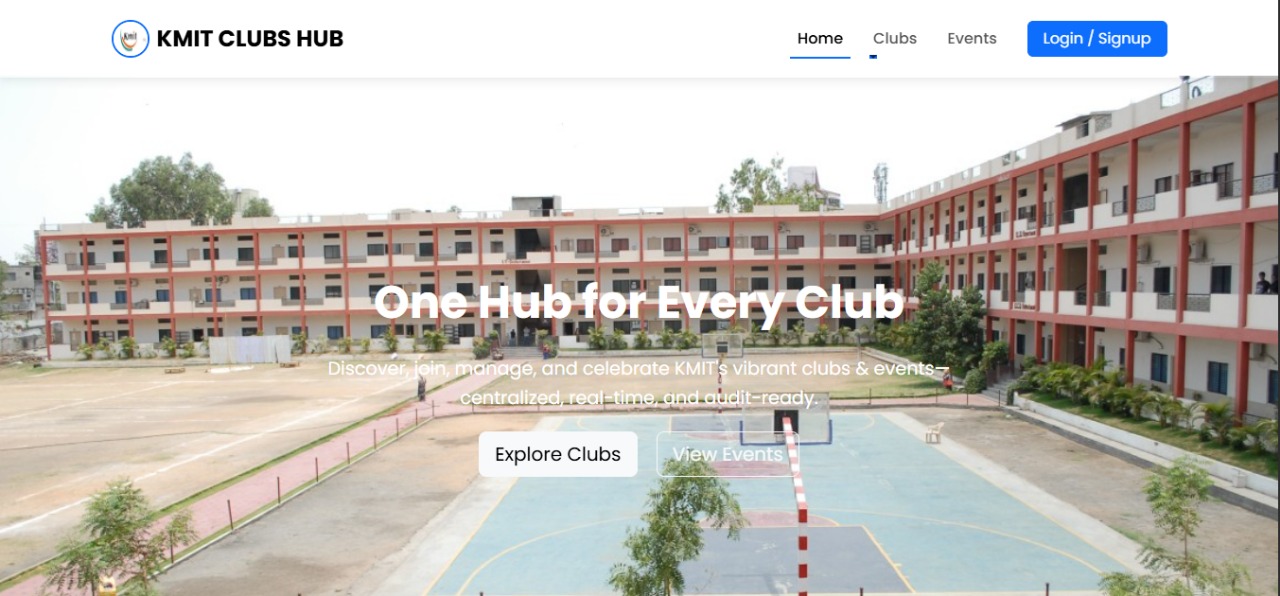 Kmit
KMIT CLUBS HUB
Home
Clubs
Events
Login / Signup
One Hub for Every Club
Discover, join, manage, and celebrate KMIT's vibrant clubs & events—
centralized, real-time, and audit-ready.
Explore Clubs
View Events